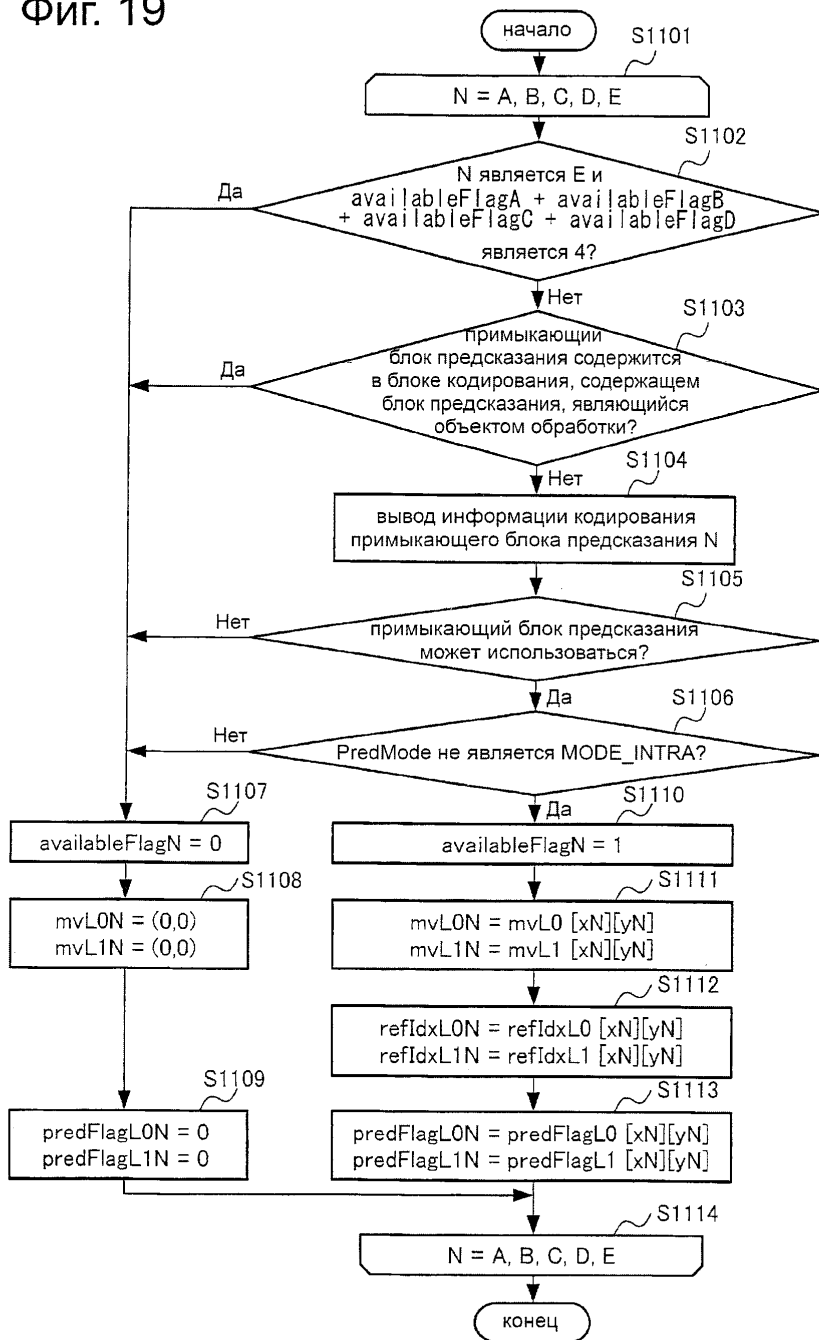 Фиг. 19
начало
S1101
N = A, B, C, D, E
S1102
N является E и
availableFlagA + availableFlagB
+ availableFlagC + availableFlagD
является 4?
Да
Нет
S1103
примыкающий
блок предсказания содержится
в блоке кодирования, содержащем
блок предсказания, являющийся
объектом обработки?
Да
Нет
S1104
вывод информации кодирования
примыкающего блока предсказания N
S1105
примыкающий блок предсказания
может использоваться?
Нет
Да
S1106
PredMode не является MODE_INTRA?
Нет
Да
S1107
availableFlagN = 0
S1108
mvL0N = (0,0)
mvL1N = (0,0)
S1109
predFlagL0N = 0
predFlagL1N = 0
S1110
availableFlagN = 1
S1111
mvL0N = mvL0 [xN][yN]
mvL1N = mvL1 [xN][yN]
S1112
refIdxL0N = refIdxL0 [xN][yN]
refIdxL1N = refIdxL1 [xN][yN]
S1113
predFlagL0N = predFlagL0 [xN][yN]
predFlagL1N = predFlagL1 [xN][yN]
S1114
N = A, B, C, D, E
конец